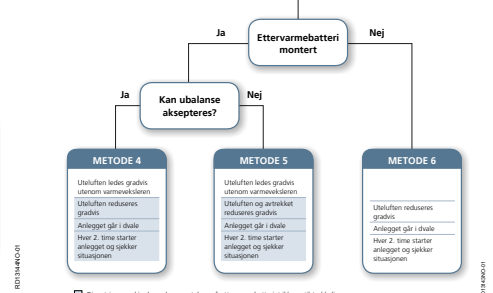 Ja
Nei
Ettervarmebatteri
montert
Ja
Nei
Kan ubalanse
aksepteres?
METODE 4
Uteluften ledes gradvis
utenom varmeveksleren
Uteluften reduseres
gradvis
Anlegget går i dvale
Hver 2. time starter
anlegget og sjekker
situasjonen
METODE 5
Uteluften ledes gradvis
utenom varmeveksleren
Uteluften og avtrekket
reduseres gradvis
Anlegget går i dvale
Hver 2. time starter
anlegget og sjekker
situasjonen
METODE 6
Uteluften reduseres
gradvis
Anlegget går i dvale
Hver 2. time starter
anlegget og sjekker
situasjonen
RD13144NO-01